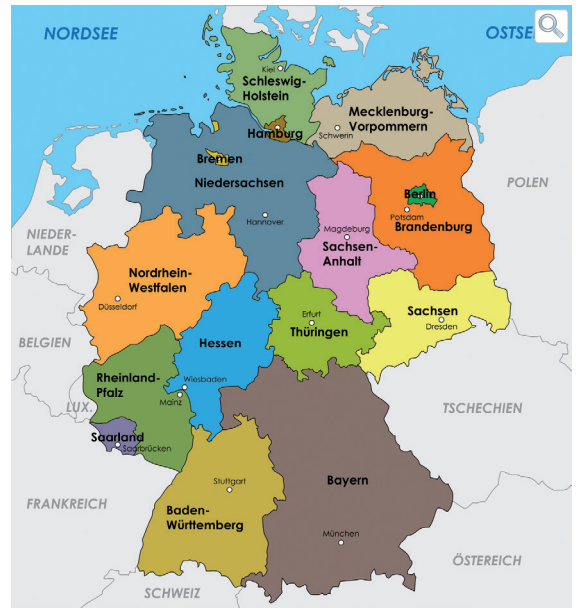 NORDSEE
OSTSE
Kiel
Schleswig-
Holstein
Mecklenburg-
Vorpommern
Hamburg
Schwerin
Bremen
Niedersachsen
Berlin
POLEN
Potsdam
Brandenburg
Hannover
Magdeburg
Sachsen-
Anhalt
NIEDER-
LANDE
Nordrhein-
Westfalen
Düsseldorf
Erfurt
Thüringen
Sachsen
Dresden
BELGIEN
Hessen
Rheinland-
Pfalz
Wiesbaden
Mainz
LUX.
TSCHECHIEN
Saarland
Saarbrücken
Stuttgart
Bayern
FRANKREICH
Baden-
Württemberg
München
ÖSTEREICH
SCHWEIZ